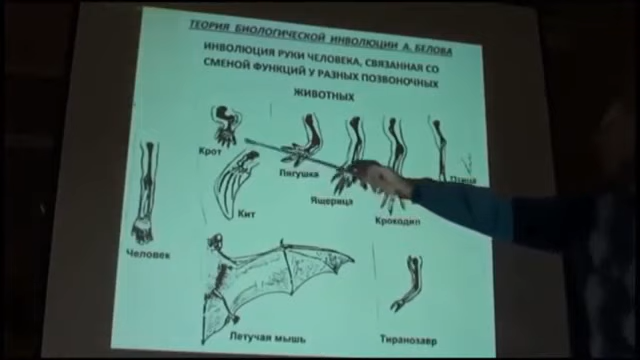 ТЕОРИЯ БИОЛОГИЧЕСКОЙ ИНВОЛЮЦИИ А. БЕЛОВА
ИНВОЛЮЦИЯ РУКИ ЧЕЛОВЕКА, СВЯЗАННАЯ СО
СМЕНОЙ ФУНКЦИЙ У РАЗНЫХ ПОЗВОНОЧНЫХ
ЖИВОТНЫХ
Крот
Лягушка
Ящерица
Крокодил
Птица
Кит
Человек
Летучая мышь
Тиранозавр